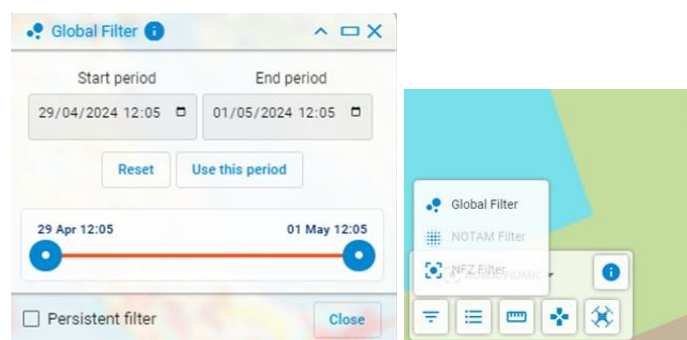 Global Filter
Start period End period
29/04/2024 12:05 01/05/2024 12:05
Reset Use this period
29 Apr 12:05 01 May 12:05
Persistent filter Close
Global Filter
NOTAM Filter
NFZ Filter